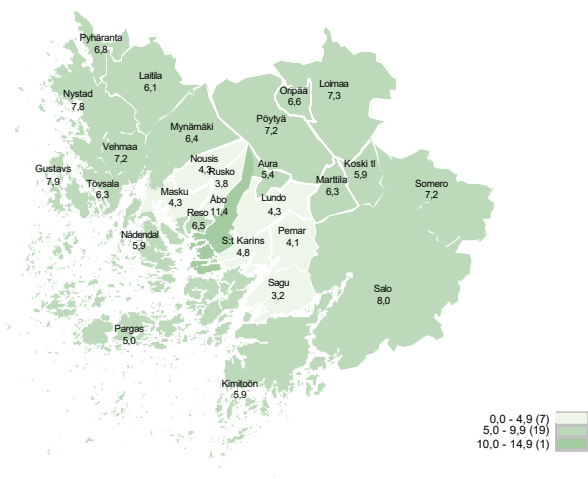 Pyhäranta
6,8
Laitila
6,1
Nystad
7,8
Oripää
6,6
Loimaa
7,3
Pöytyä
7,2
Mynämäki
6,4
Vehmaa
7,2
Nousis
4,3
Rusko
3,8
Aura
5,4
Koski tl
5,9
Marttila
6,3
Somero
7,2
Gustavs
7,9
Tövsala
6,3
Masku
4,3
Åbo
11,4
Lundo
4,3
Reso
6,5
Nådendal
5,9
S:t Karins
4,8
Pemar
4,1
Sagu
3,2
Salo
8,0
Pargas
5,0
Kimitoön
5,9
0,0 - 4,9 (7)
5,0 - 9,9 (19)
10,0 - 14,9 (1)